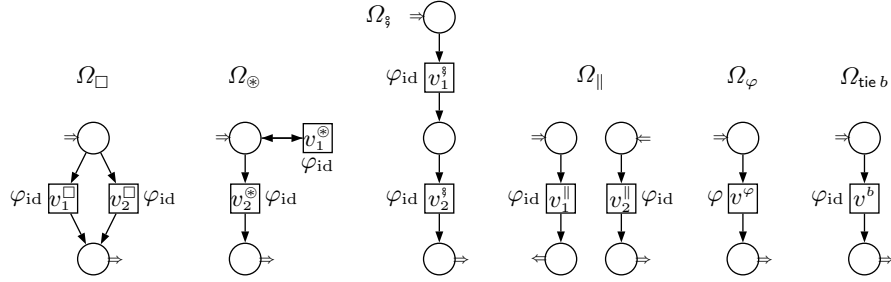 Ω⨟
φid v₁⨟
Ω□ Ω⊛ Ω∥ Ωφ Ωtie b
v₁⊛
φid
φid v₁□ v₂□ φid v₂⊛ φid φid v₂⨟ φid v₁∥ v₂∥ φid φ vφ φid vb